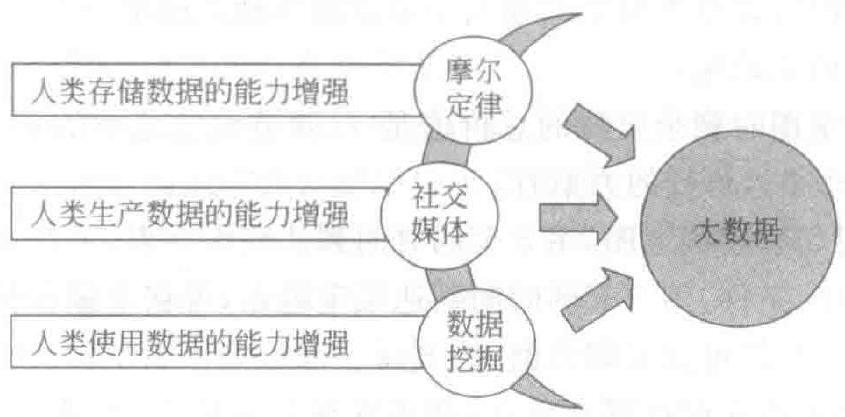 人类存储数据的能力增强
摩尔
定律
人类生产数据的能力增强
社交
媒体
大数据
人类使用数据的能力增强
数据
挖掘